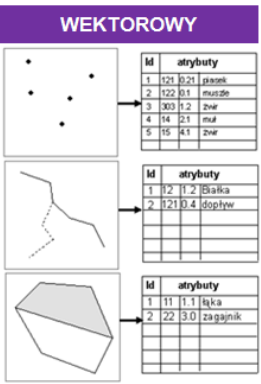 WEKTOROWY
Id atrybuty
1 121 0.21 piasek
2 122 0.1 muszle
3 303 1.2 żwir
4 14 2.1 muł
5 15 4.1 żwir
Id atrybuty
1 12 1.2 Białka
2 121 0.4 dopływ
Id atrybuty
1 11 1.1 łąka
2 22 3.0 zagajnik